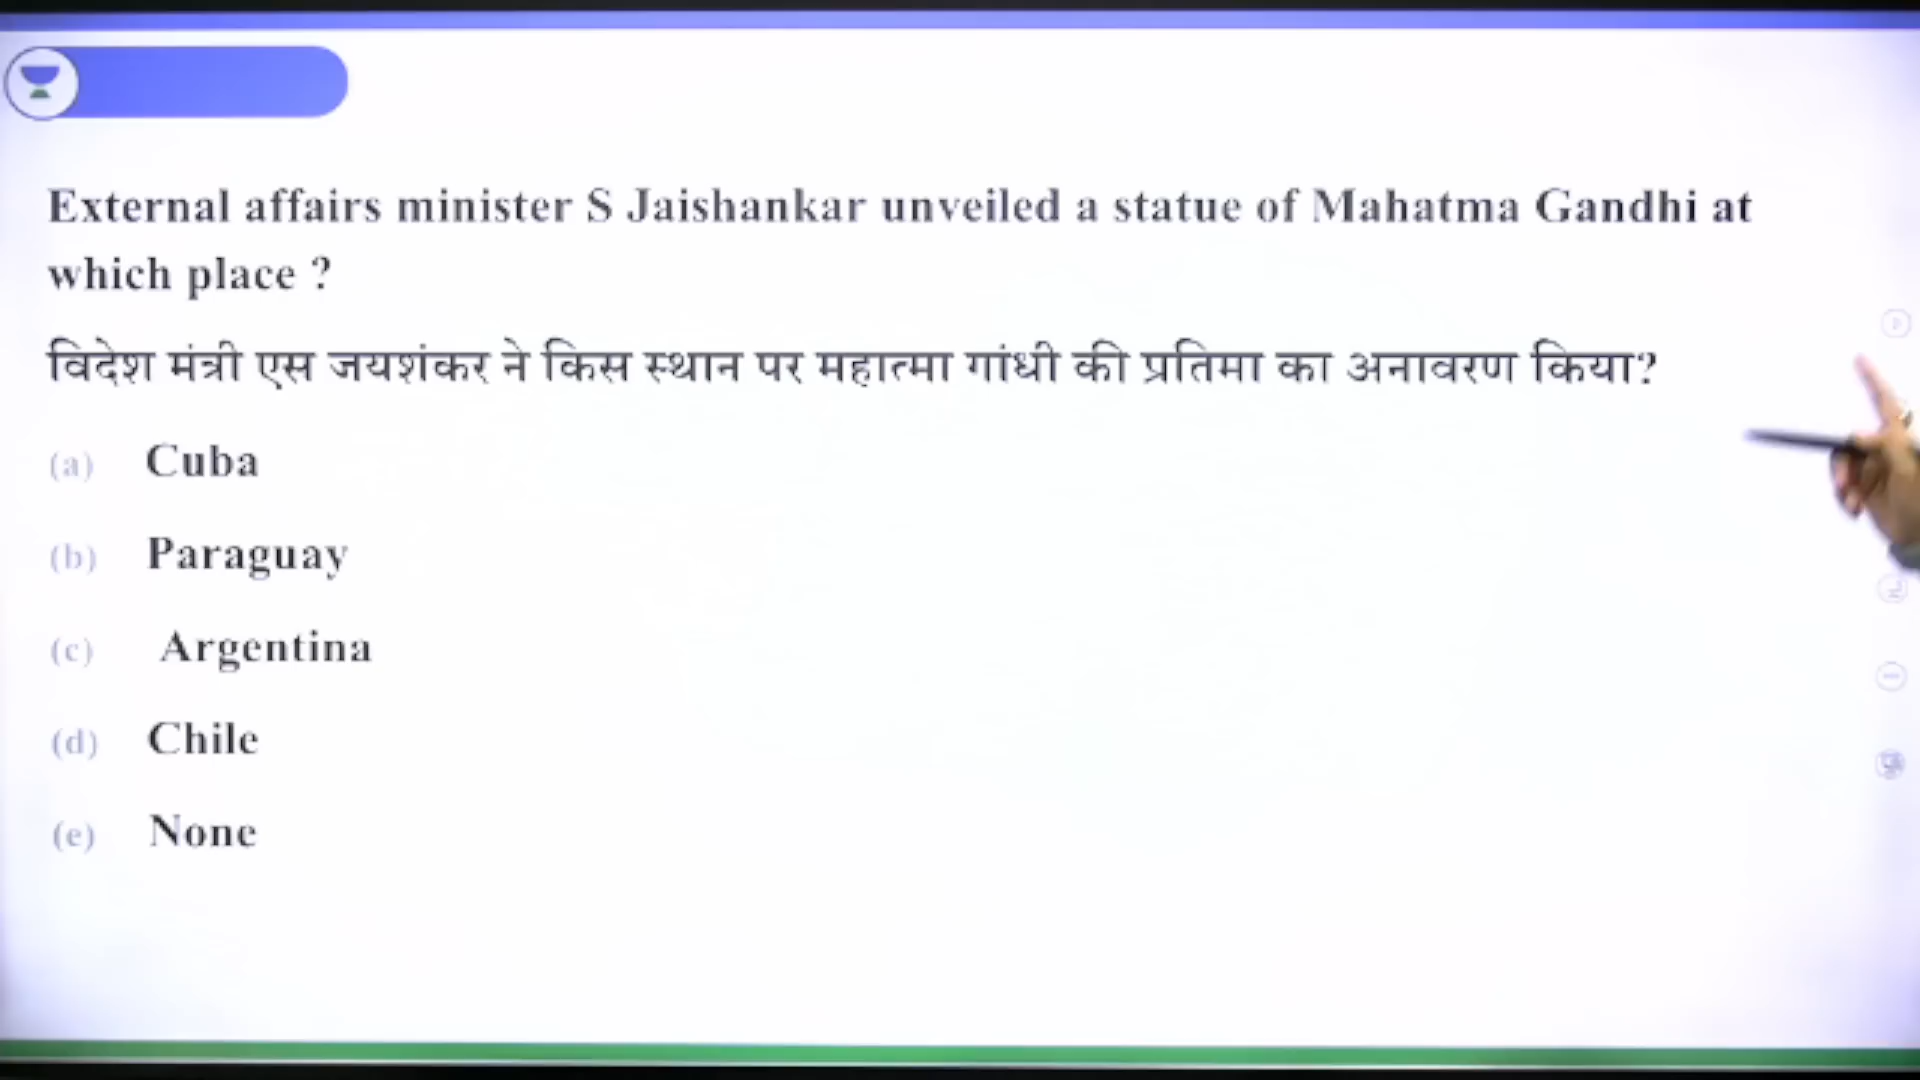 External affairs minister S Jaishankar unveiled a statue of Mahatma Gandhi at
which place ?
विदेश मंत्री एस जयशंकर ने किस स्थान पर महात्मा गांधी की प्रतिमा का अनावरण किया?
(a) Cuba
(b) Paraguay
(c) Argentina
(d) Chile
(e) None